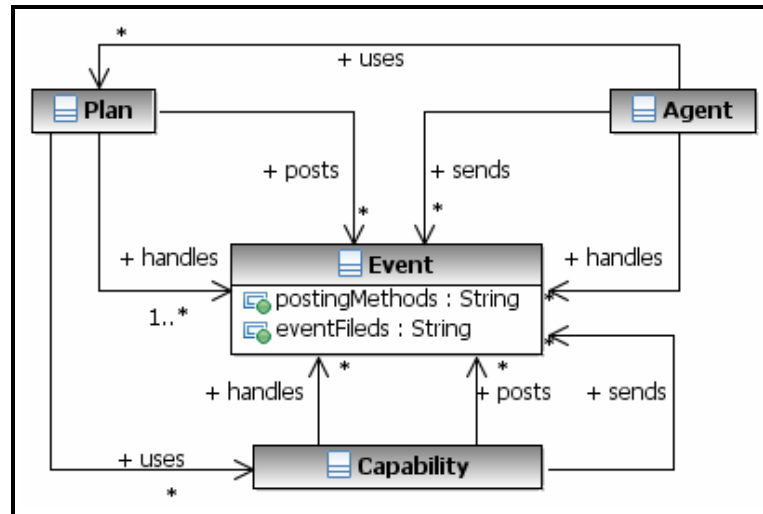 *
+ uses
Plan
Agent
+ posts
+ sends
*
*
+ handles
+ handles
Event
1..*
postingMethods : String
*
eventFileds : String
*
*
*
+ handles
+ posts
+ sends
+ uses
Capability
*